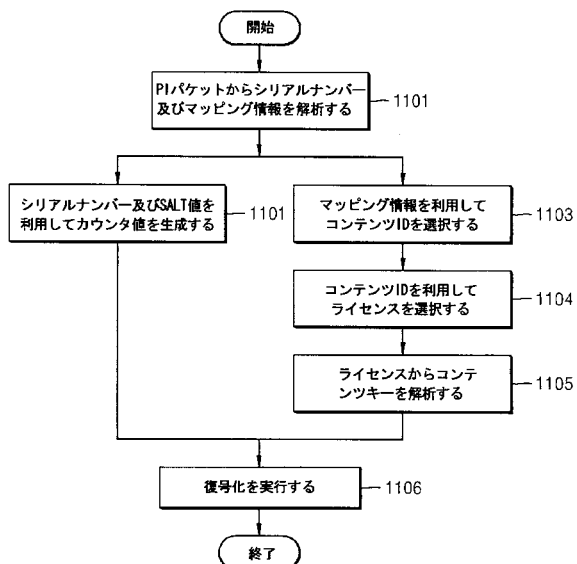 開始
PIパケットからシリアルナンバー
及びマッピング情報を解析する
1101
シリアルナンバー及びSALT値を
利用してカウンタ値を生成する
1101
マッピング情報を利用して
コンテンツIDを選択する
1103
コンテンツIDを利用して
ライセンスを選択する
1104
ライセンスからコンテ
ンツキーを解析する
1105
復号化を実行する
1106
終了